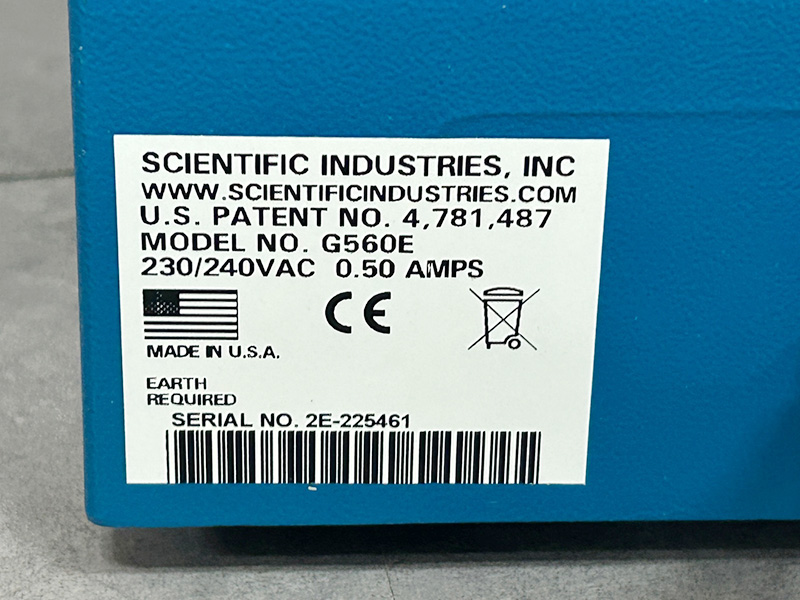 SCIENTIFIC INDUSTRIES, INC
WWW.SCIENTIFICINDUSTRIES.COM
U.S. PATENT NO. 4,781,487
MODEL NO. G560E
230/240VAC 0.50 AMPS
CE
MADE IN U.S.A.
EARTH
REQUIRED
SERIAL NO. 2E-225461